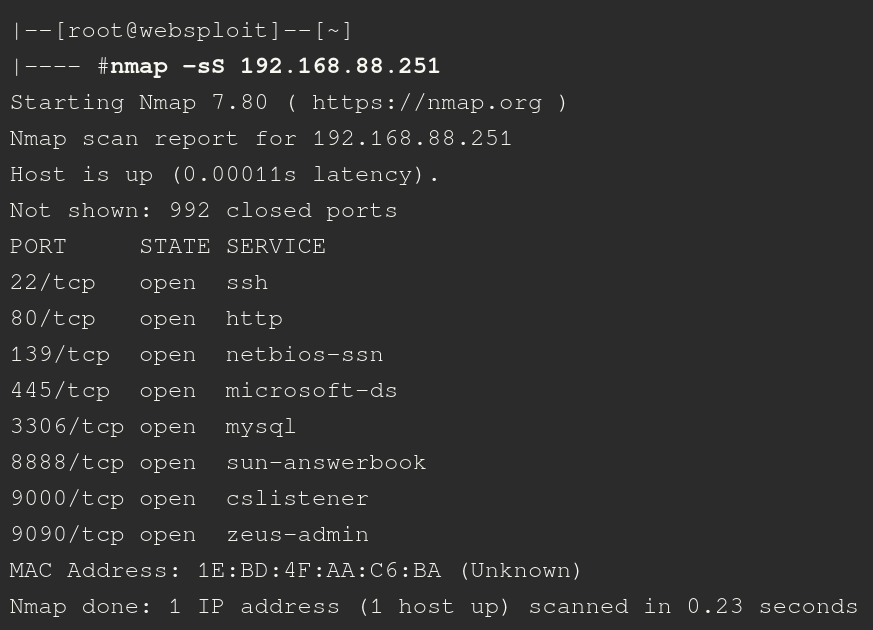 |--[root@websploit]--[~]
|---- #nmap -sS 192.168.88.251
Starting Nmap 7.80 ( https://nmap.org )
Nmap scan report for 192.168.88.251
Host is up (0.00011s latency).
Not shown: 992 closed ports
PORT     STATE SERVICE
22/tcp   open  ssh
80/tcp   open  http
139/tcp  open  netbios-ssn
445/tcp  open  microsoft-ds
3306/tcp open  mysql
8888/tcp open  sun-answerbook
9000/tcp open  cslistener
9090/tcp open  zeus-admin
MAC Address: 1E:BD:4F:AA:C6:BA (Unknown)
Nmap done: 1 IP address (1 host up) scanned in 0.23 seconds